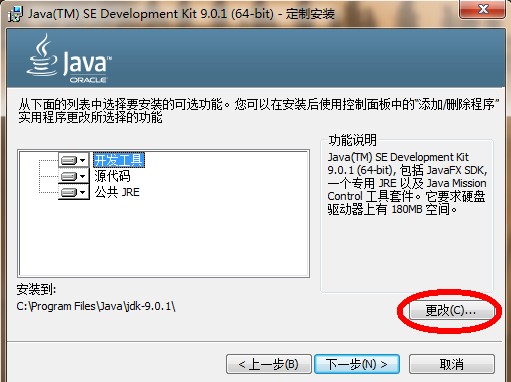 Java(TM) SE Development Kit 9.0.1 (64-bit) - 定制安装
Java™
ORACLE
从下面的列表中选择要安装的可选功能。您可以在安装后使用控制面板中的“添加/删除程序”
实用程序更改所选择的功能
开发工具
源代码
公共 JRE
功能说明
Java(TM) SE Development Kit
9.0.1 (64-bit), 包括 JavaFX SDK,
一个专用 JRE 以及 Java Mission
Control 工具套件。它要求硬盘
驱动器上有 180MB 空间。
安装到:
C:\Program Files\Java\jdk-9.0.1\
更改(C)...
< 上一步(B)
下一步(N) >
取消